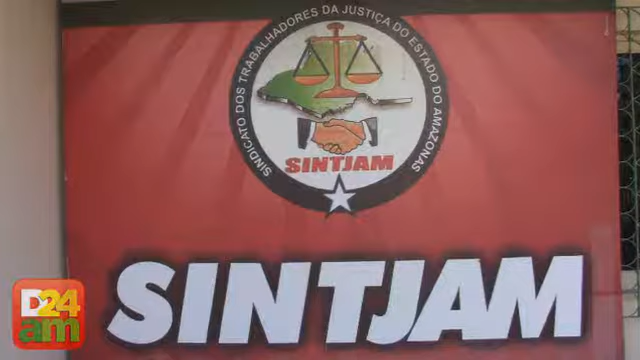 SINDICATO DOS TRABALHADORES DA JUSTIÇA DO ESTADO DO AMAZONAS
SINTJAM
SINTJAM
D24
am